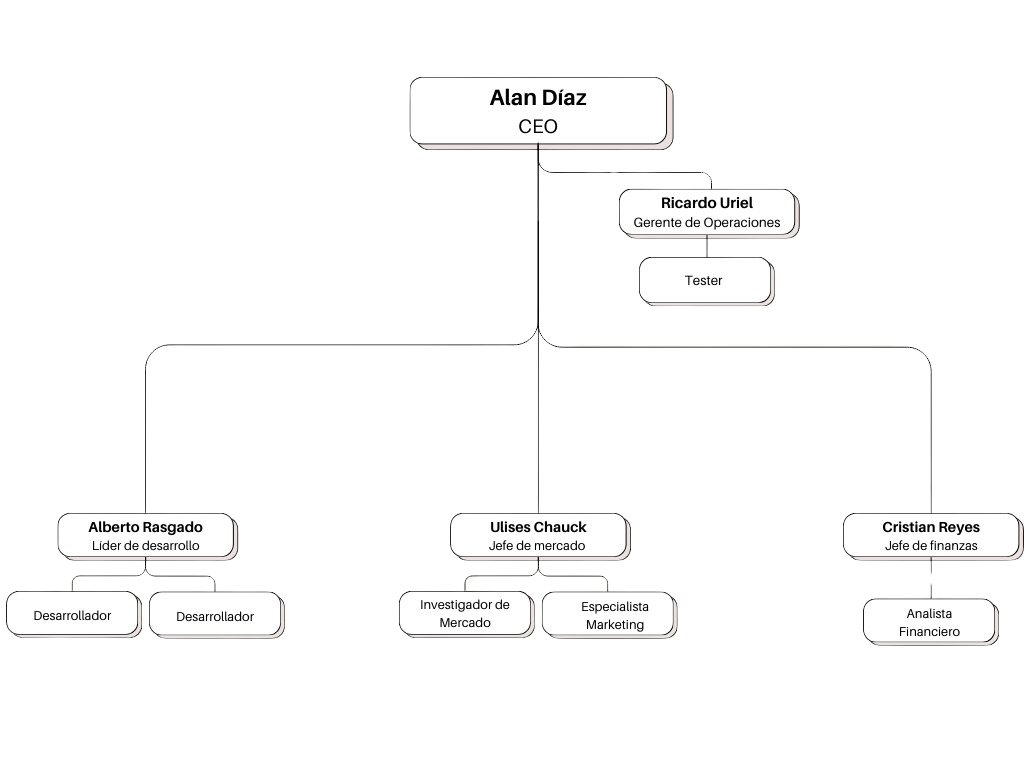 Alan Díaz
CEO
Ricardo Uriel
Gerente de Operaciones
Tester
Alberto Rasgado
Líder de desarrollo
Desarrollador
Desarrollador
Ulises Chauck
Jefe de mercado
Investigador de
Mercado
Especialista
Marketing
Cristian Reyes
Jefe de finanzas
Analista
Financiero